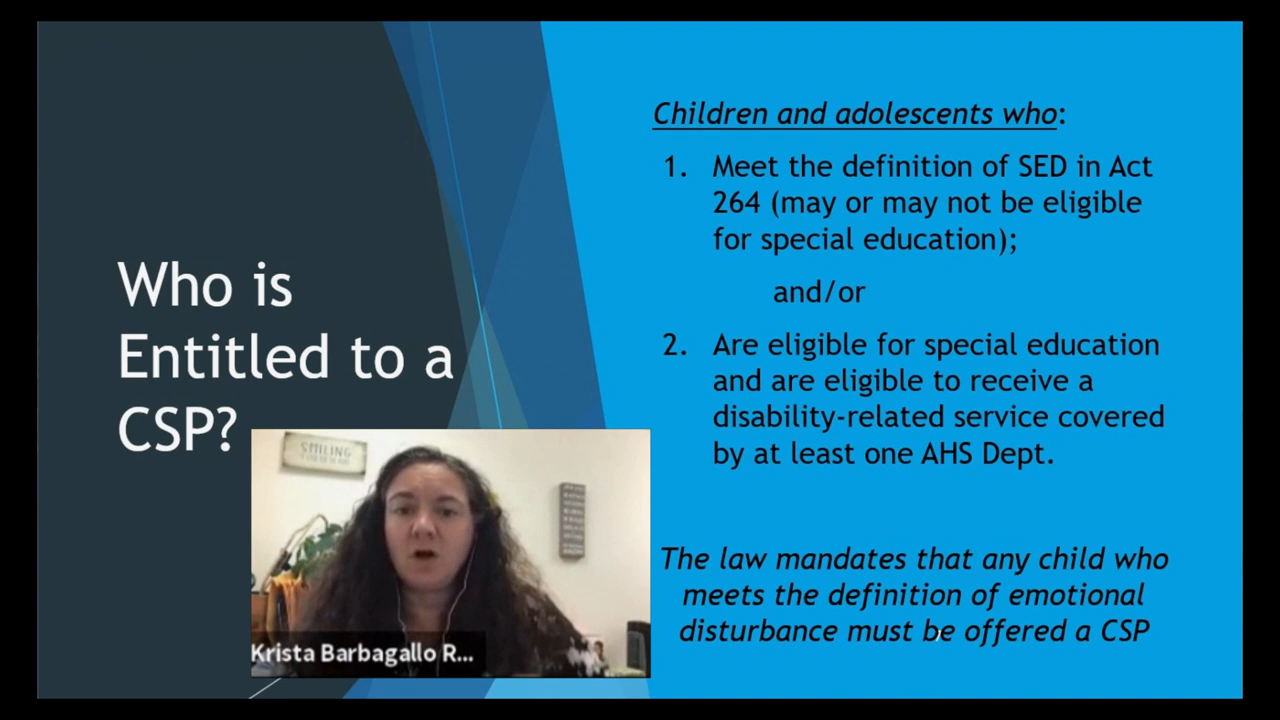 Who is
Entitled to a
CSP?
Children and adolescents who:
1. Meet the definition of SED in Act
264 (may or may not be eligible
for special education);
and/or
2. Are eligible for special education
and are eligible to receive a
disability-related service covered
by at least one AHS Dept.
The law mandates that any child who
meets the definition of emotional
disturbance must be offered a CSP
SMILING
Krista Barbagallo R...